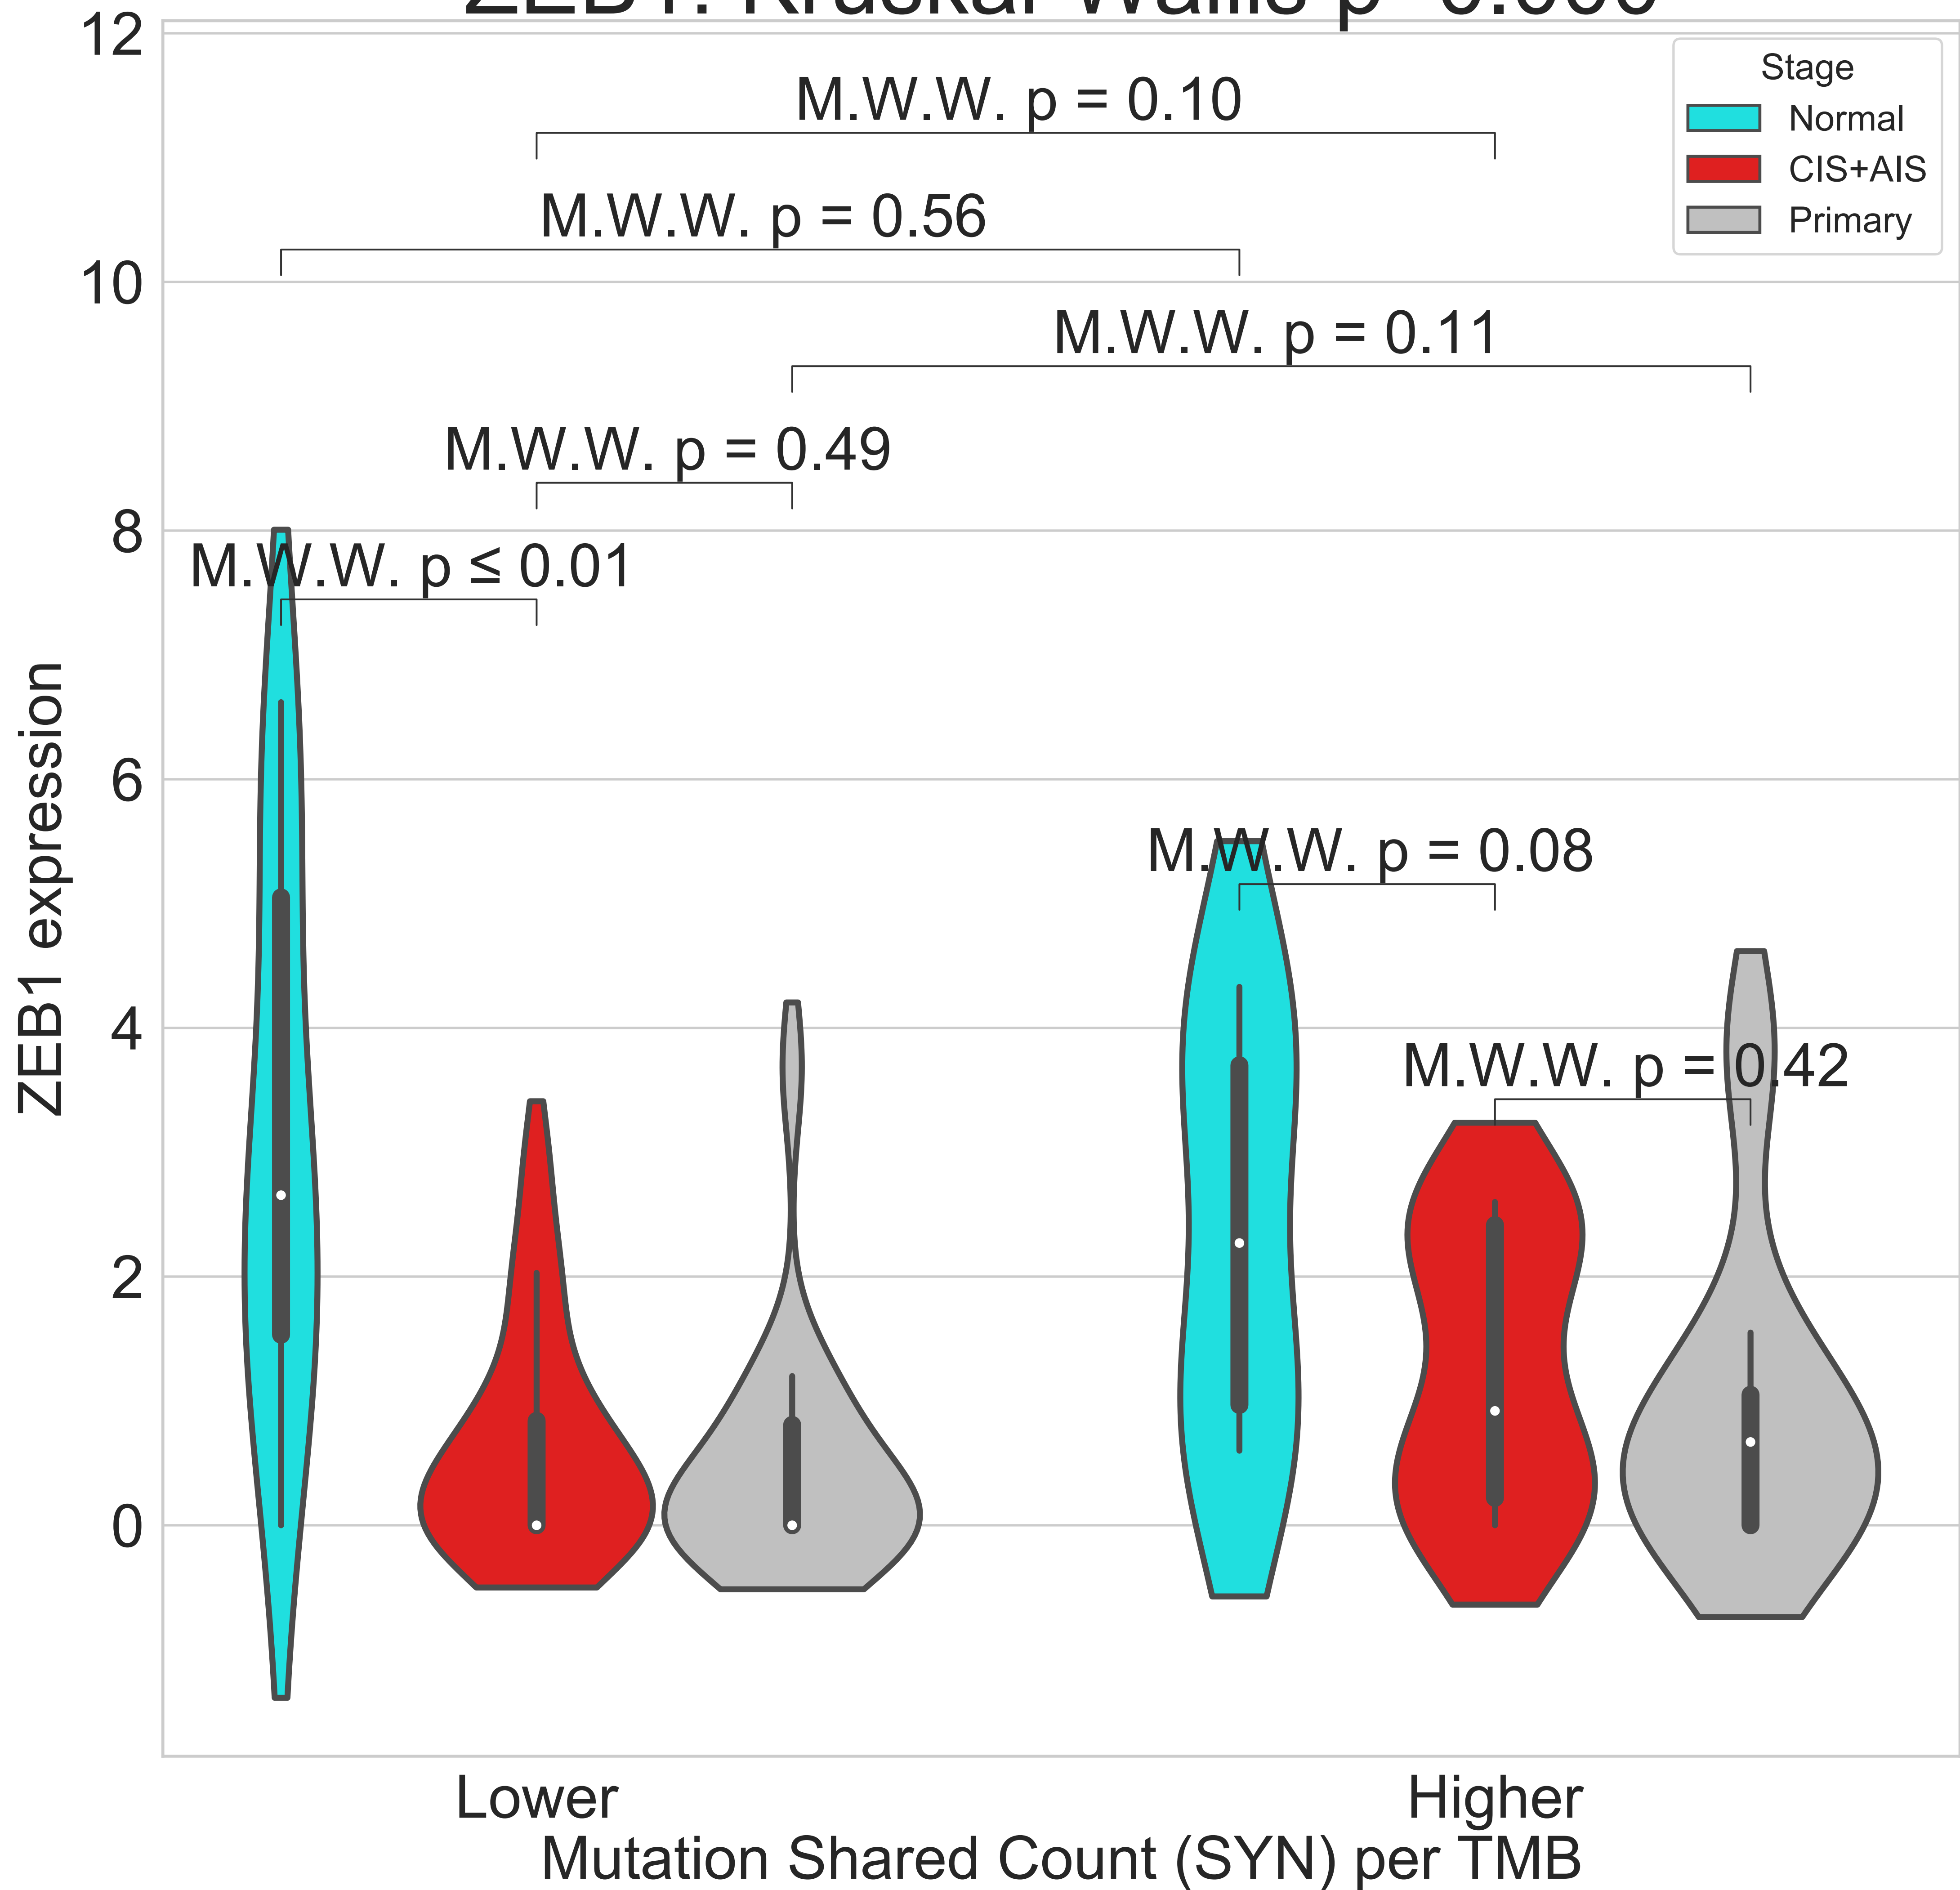 12
Stage
Normal
CIS+AIS
Primary
M.W.W. p = 0.10
M.W.W. p = 0.56
10
M.W.W. p = 0.11
M.W.W. p = 0.49
8
M.W.W. p ≤ 0.01
6
M.W.W. p = 0.08
4
M.W.W. p = 0.42
2
0
ZEB1 expression
Lower
Higher
Mutation Shared Count (SYN) per TMB